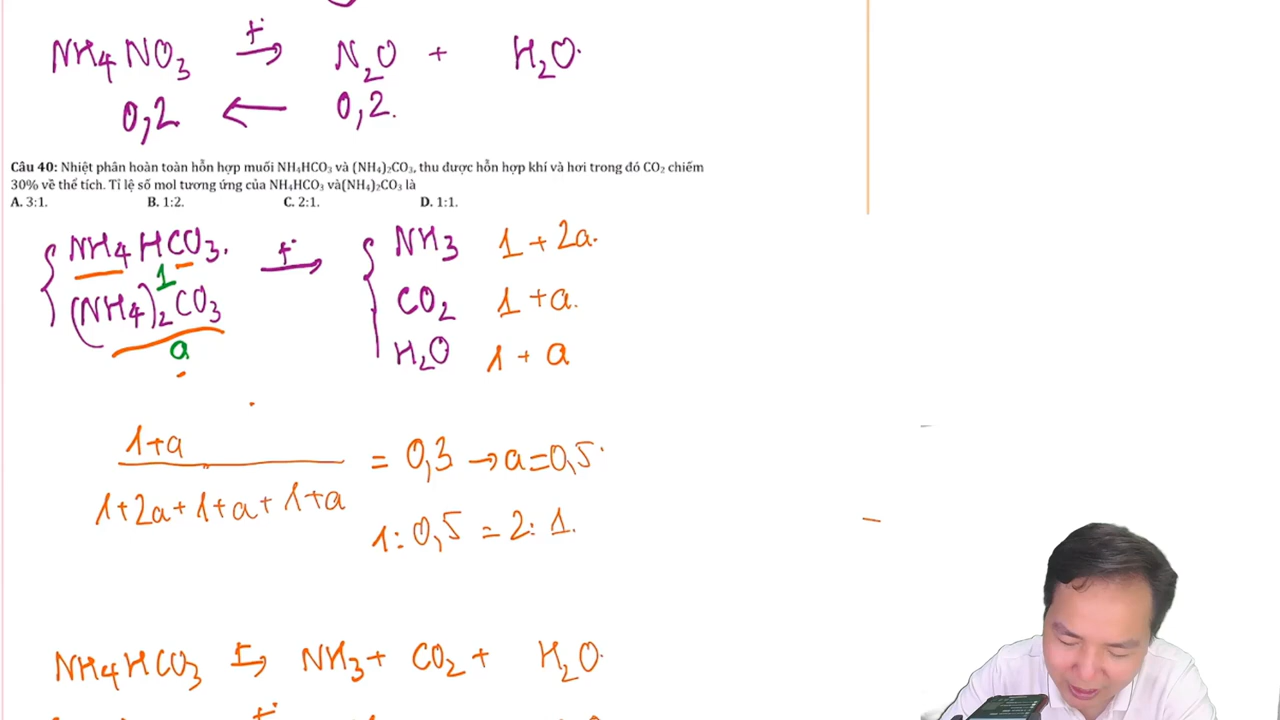 NH4NO3 t° → N2O + H2O.
0,2 ← 0,2.
Câu 40: Nhiệt phân hoàn toàn hỗn hợp muối NH₄HCO₃ và (NH₄)₂CO₃, thu được hỗn hợp khí và hơi trong đó CO₂ chiếm
30% về thể tích. Tỉ lệ số mol tương ứng của NH₄HCO₃ và(NH₄)₂CO₃ là
A. 3:1. B. 1:2. C. 2:1. D. 1:1.
NH4HCO3. t° → NH3 1 + 2a.
1
(NH4)2CO3 CO2 1 + a.
a
H2O 1 + a
1+a
= 0,3 → a = 0,5.
1+2a+1+a+1+a
1:0,5 = 2:1.
NH4HCO3 t° → NH3 + CO2 + H2O.